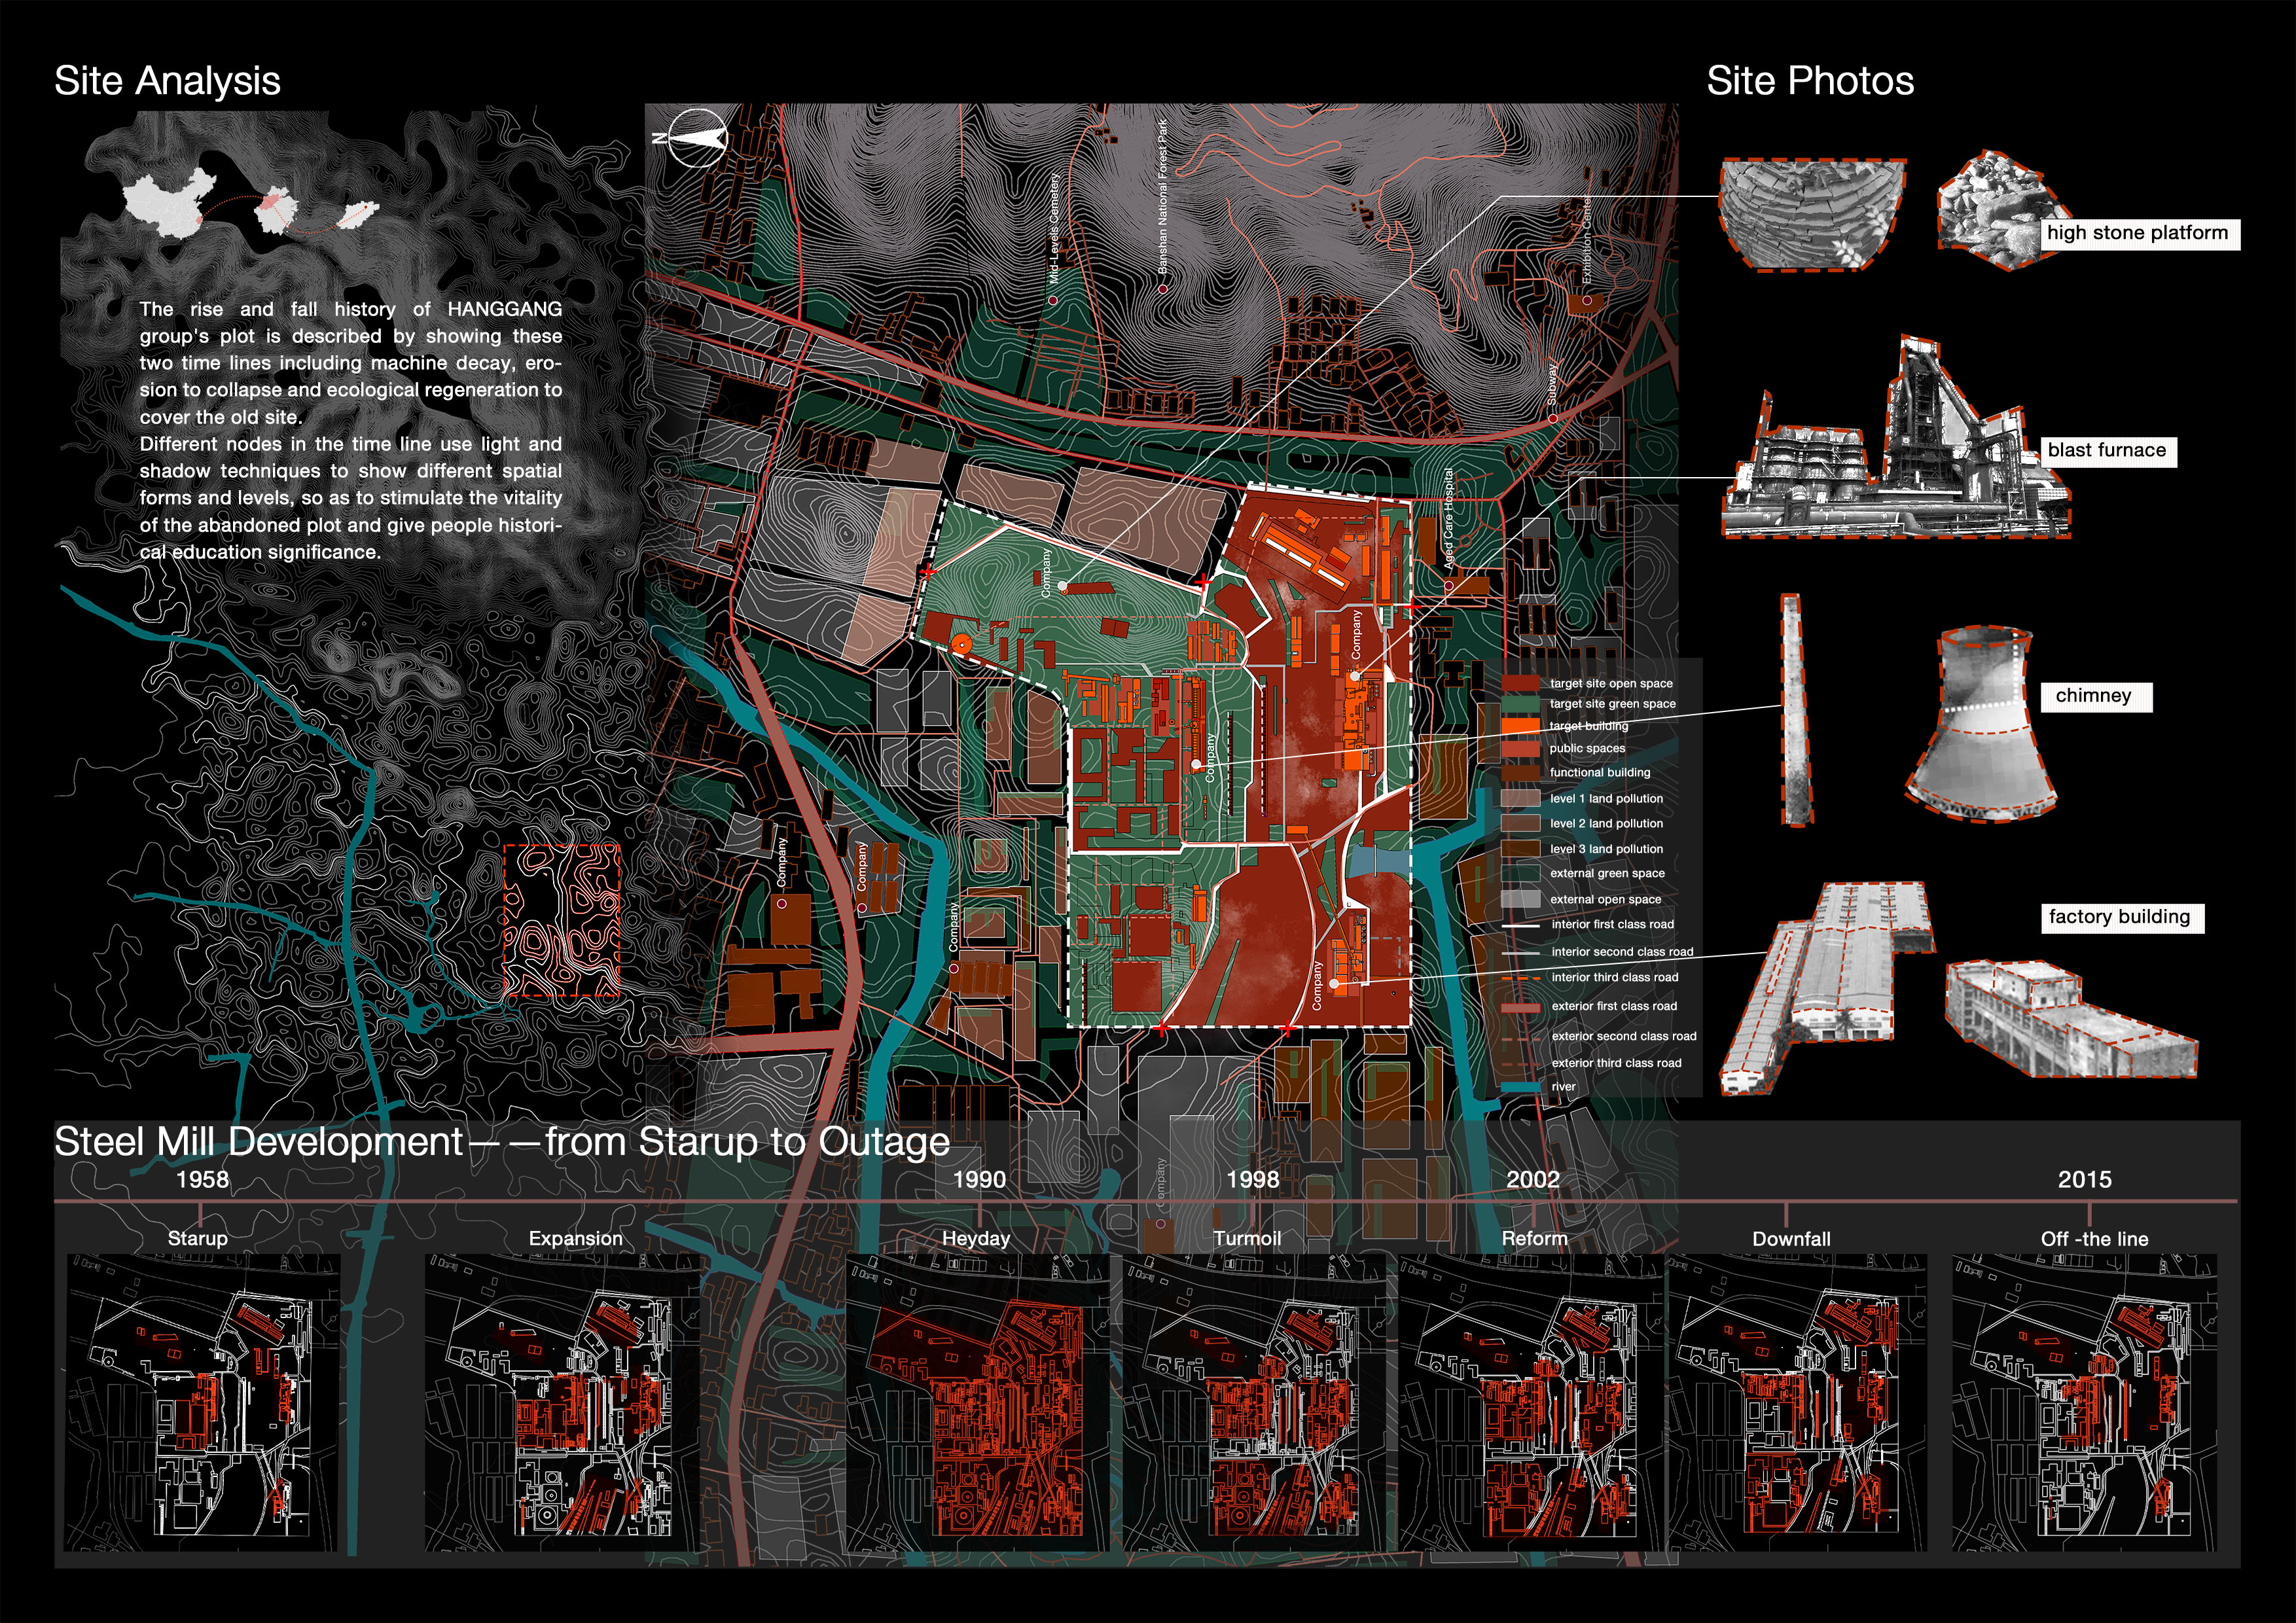 Site Analysis
Site Photos
N
The rise and fall history of HANGGANG
group's plot is described by showing these
two time lines including machine decay, ero-
sion to collapse and ecological regeneration to
cover the old site.
Different nodes in the time line use light and
shadow techniques to show different spatial
forms and levels, so as to stimulate the vitality
of the abandoned plot and give people histori-
cal education significance.
Mid-Levels Cemetery
Banshan National Forest Park
Exhibition Center
Subway
Aged Care Hospital
Company
Company
Company
Company
Company
Company
Company
Company
high stone platform
blast furnace
chimney
factory building
target site open space
target site green space
target building
public spaces
functional building
level 1 land pollution
level 2 land pollution
level 3 land pollution
external green space
external open space
interior first class road
interior second class road
interior third class road
exterior first class road
exterior second class road
exterior third class road
river
Steel Mill Development——from Starup to Outage
1958
1990
1998
2002
2015
Starup
Expansion
Heyday
Turmoil
Reform
Downfall
Off -the line